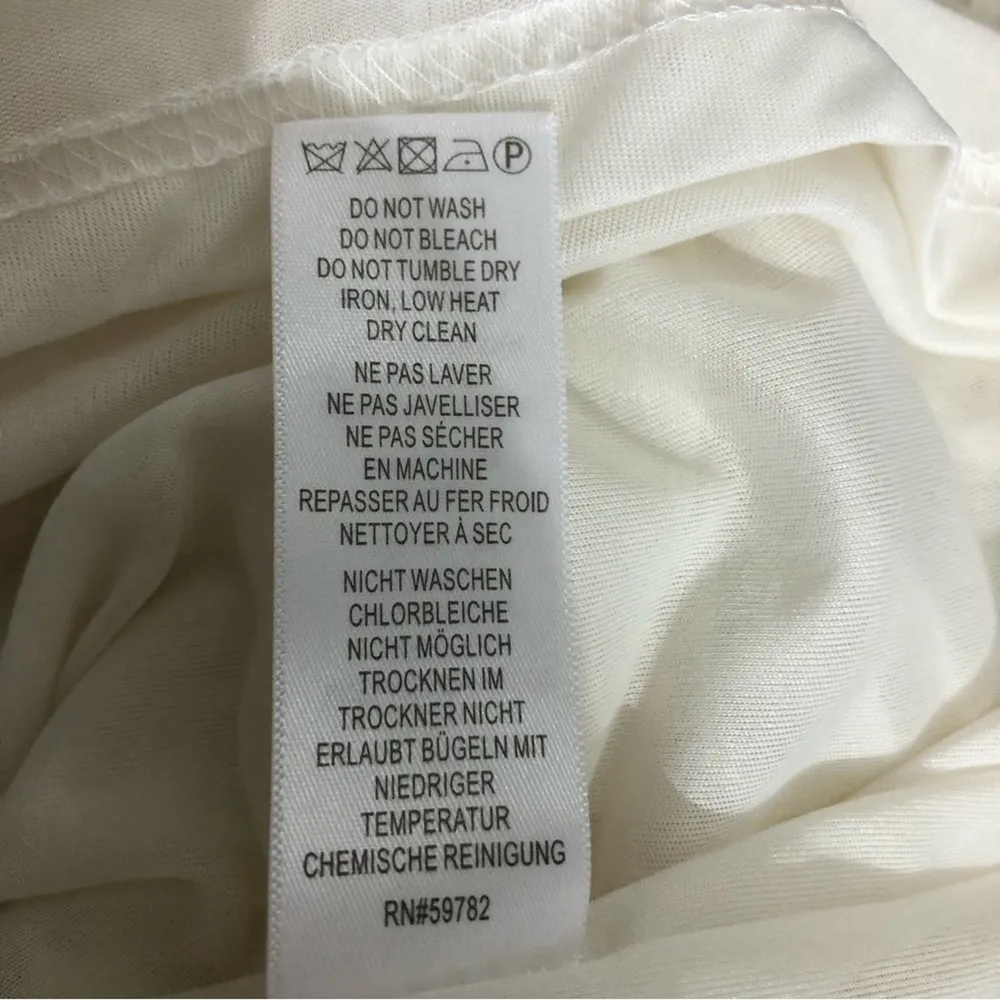 P
DO NOT WASH
DO NOT BLEACH
DO NOT TUMBLE DRY
IRON, LOW HEAT
DRY CLEAN
NE PAS LAVER
NE PAS JAVELLISER
NE PAS SÉCHER
EN MACHINE
REPASSER AU FER FROID
NETTOYER À SEC
NICHT WASCHEN
CHLORBLEICHE
NICHT MÖGLICH
TROCKNEN IM
TROCKNER NICHT
ERLAUBT BÜGELN MIT
NIEDRIGER
TEMPERATUR
CHEMISCHE REINIGUNG
RN#59782